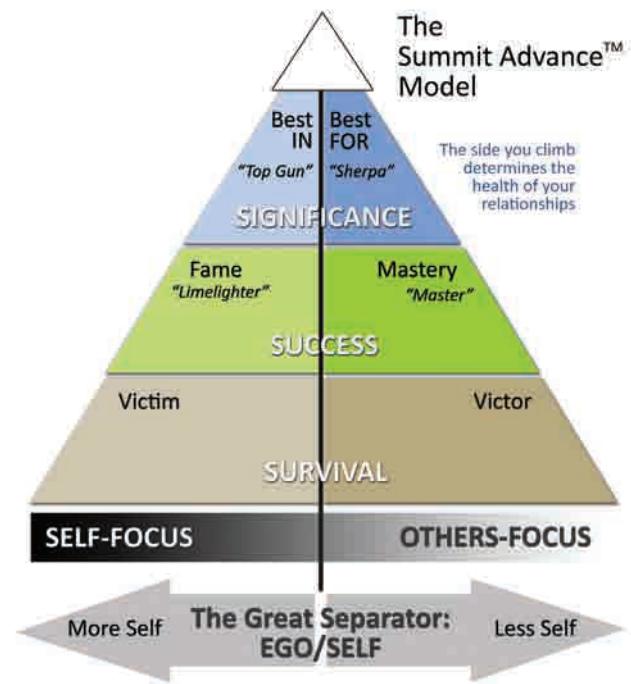 The
Summit Advance™
Model
Best IN
Best FOR
"Top Gun"
"Sherpa"
The side you climb
determines the
health of your
relationships
SIGNIFICANCE
Fame
"Limelighter"
Mastery
"Master"
SUCCESS
Victim
Victor
SURVIVAL
SELF-FOCUS
OTHERS-FOCUS
More Self
The Great Separator:
EGO/SELF
Less Self